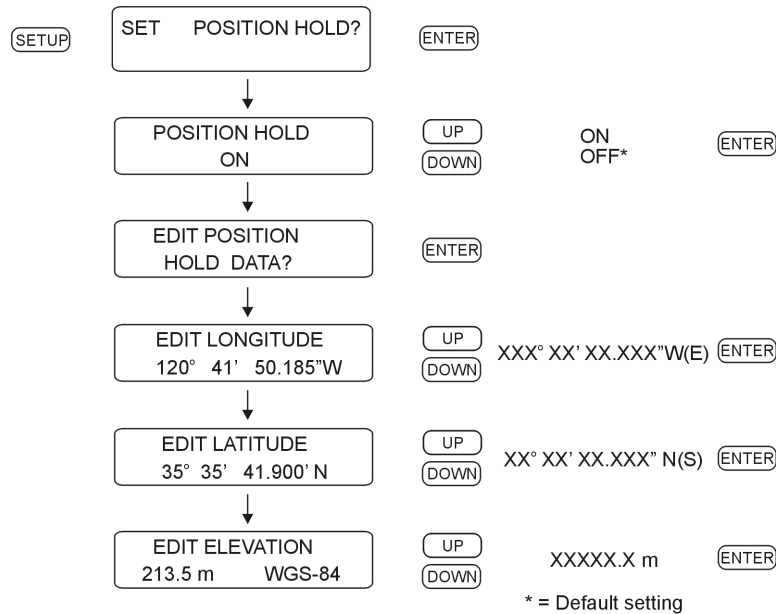 SETUP
SET POSITION HOLD?
ENTER
POSITION HOLD
ON
UP
DOWN
ON
OFF*
ENTER
EDIT POSITION
HOLD DATA?
ENTER
EDIT LONGITUDE
120° 41’ 50.185”W
UP
DOWN
XXX° XX’ XX.XXX”W(E)
ENTER
EDIT LATITUDE
35° 35’ 41.900’ N
UP
DOWN
XX° XX’ XX.XXX” N(S)
ENTER
EDIT ELEVATION
213.5 m WGS-84
UP
DOWN
XXXXX.X m
ENTER
* = Default setting